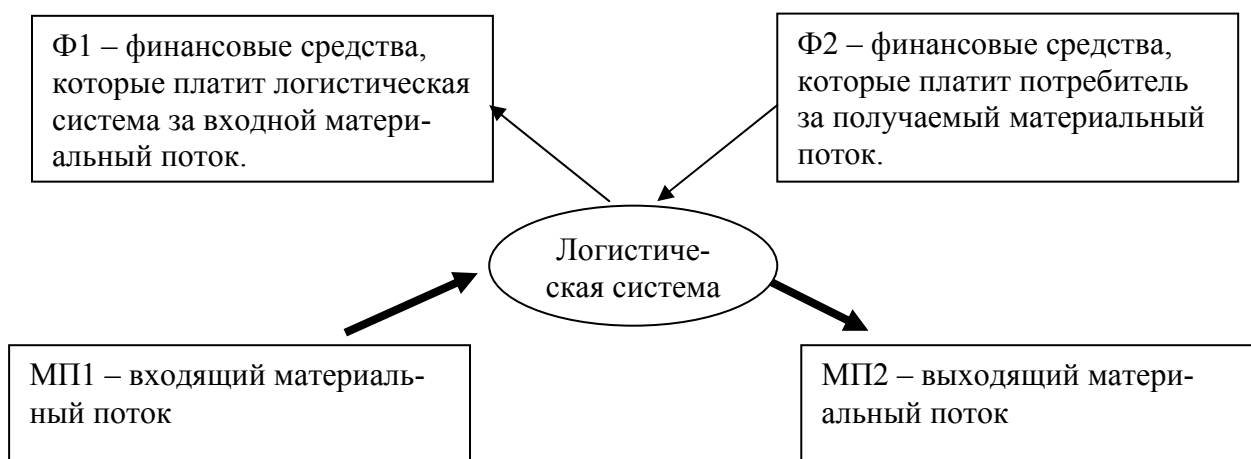 Ф1 – финансовые средства,
которые платит логистическая
система за входной матери-
альный поток.
Ф2 – финансовые средства,
которые платит потребитель
за получаемый материальный
поток.
Логистиче-
ская система
МП1 – входящий материаль-
ный поток
МП2 – выходящий матери-
альный поток